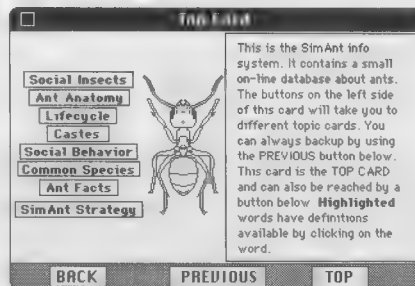 Top Card
Social Insects
Ant Anatomy
Lifecycle
Castes
Social Behavior
Common Species
Ant Facts
SimAnt Strategy
This is the SimAnt info
system. It contains a small
on-line database about ants.
The buttons on the left side
of this card will take you to
different topic cards. You
can always backup by using
the PREVIOUS button below.
This card is the TOP CARD
and can also be reached by a
button below Highlighted
words have definitions
available by clicking on the
word.
BACK
PREVIOUS
TOP